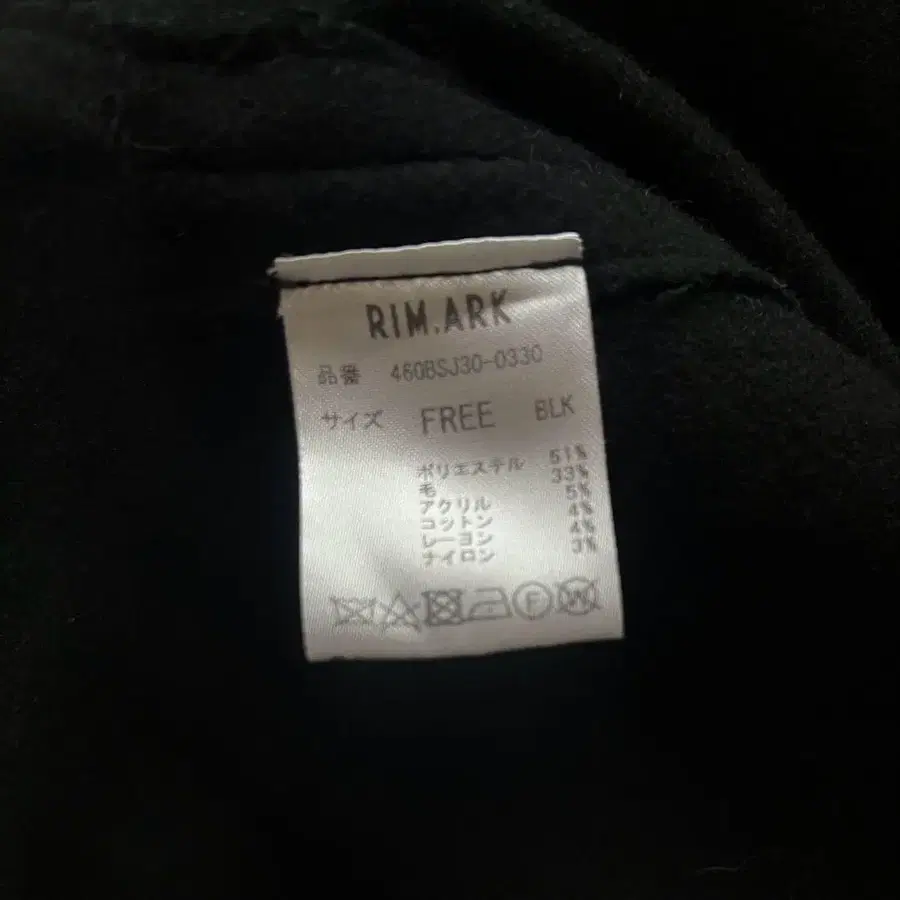 RIM.ARK
品番 460BSJ30-0330
サイズ FREE BLK
ポリエステル 51%
毛 33%
アクリル 5%
コットン 4%
レーヨン 4%
ナイロン 3%
F W